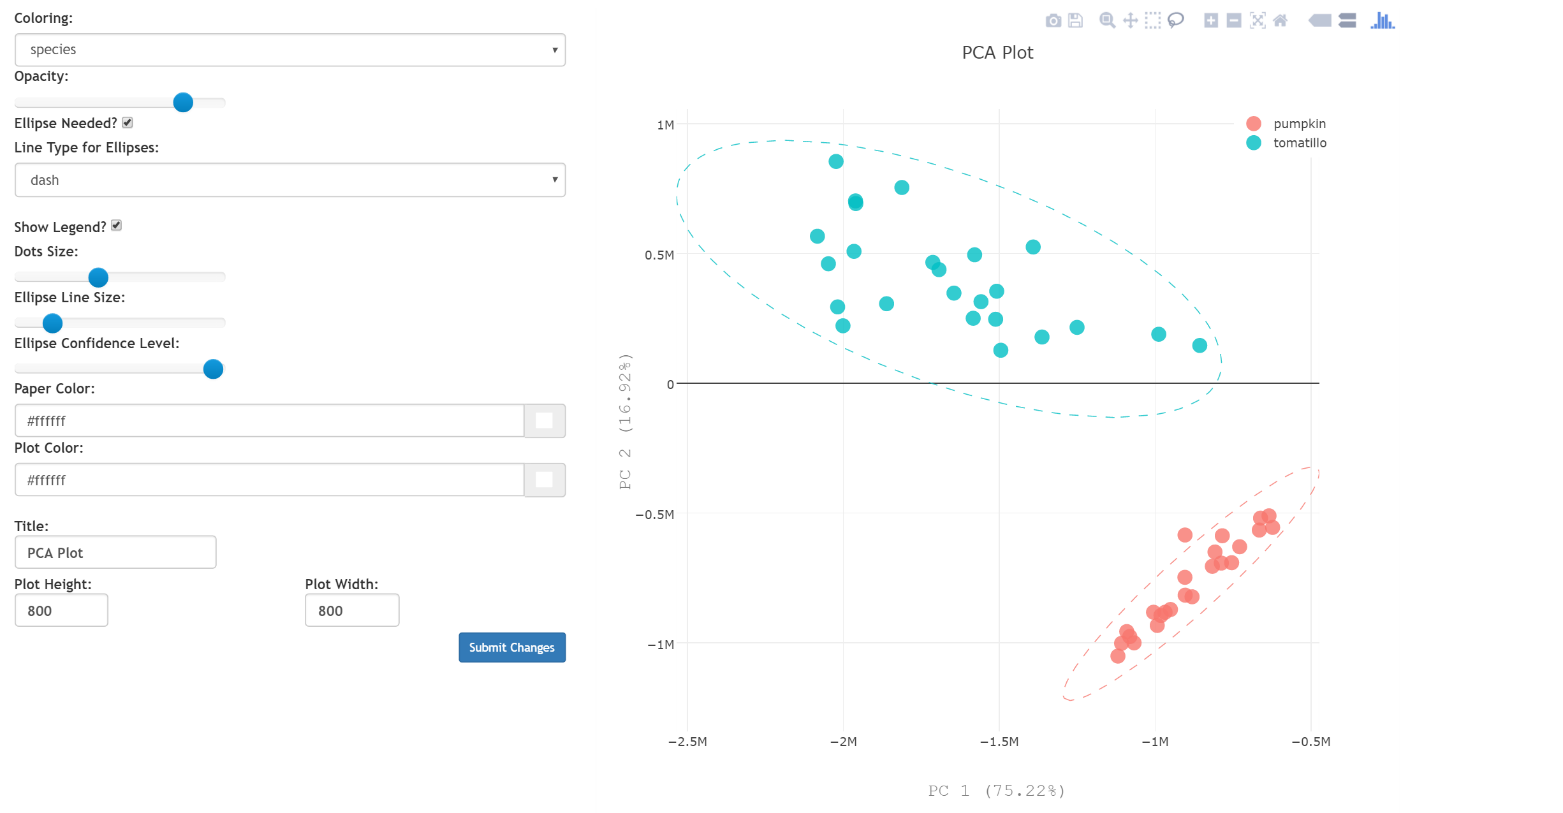 Coloring:
species
Opacity:
Ellipse Needed?
Line Type for Ellipses:
dash
Show Legend?
Dots Size:
Ellipse Line Size:
Ellipse Confidence Level:
Paper Color:
#ffffff
Plot Color:
#ffffff
Title:
PCA Plot
Plot Height: Plot Width:
800 800
Submit Changes
PCA Plot
pumpkin
tomatillo
1M
0.5M
0
−0.5M
−1M
PC 2 (16.92%)
−2.5M −2M −1.5M −1M −0.5M
PC 1 (75.22%)